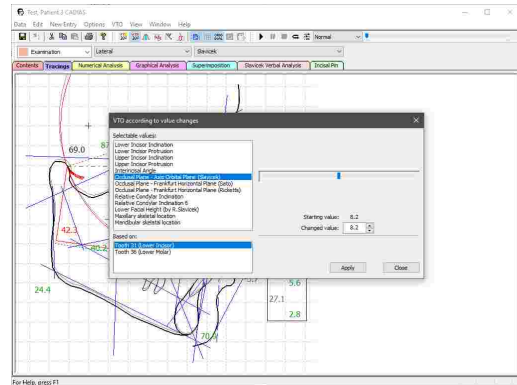 Test, Patient3 CADIAS
Data Edit New-Entry Options VTO View Window Help
Normal
Examination Lateral Slavicek
Contents Tracings Numerical Analysis Graphical Analysis Superimposition Slavicek Verbal Analysis Incisal Pin
VTO according to value changes
Selectable values:
Lower Incisor Inclination
Lower Incisor Protrusion
Upper Incisor Inclination
Upper Incisor Protrusion
Interincisal Angle
Occlusal Plane - Axis Orbital Plane (Slavicek)
Occlusal Plane - Frankfurt Horizontal Plane (Sato)
Occlusal Plane - Frankfurt Horizontal Plane (Ricketts)
Relative Condylar Inclination
Relative Condylar Inclination 6
Lower Facial Height (by R.Slavicek)
Maxillary skeletal location
Mandibular skeletal location
Based on:
Tooth 31 (Lower Incisor)
Tooth 36 (Lower Molar)
Starting value: 8.2
Changed value: 8.2
Apply Close
69.0
42.3
40.2
24.4
5.6
27.1
2.8
For Help, press F1